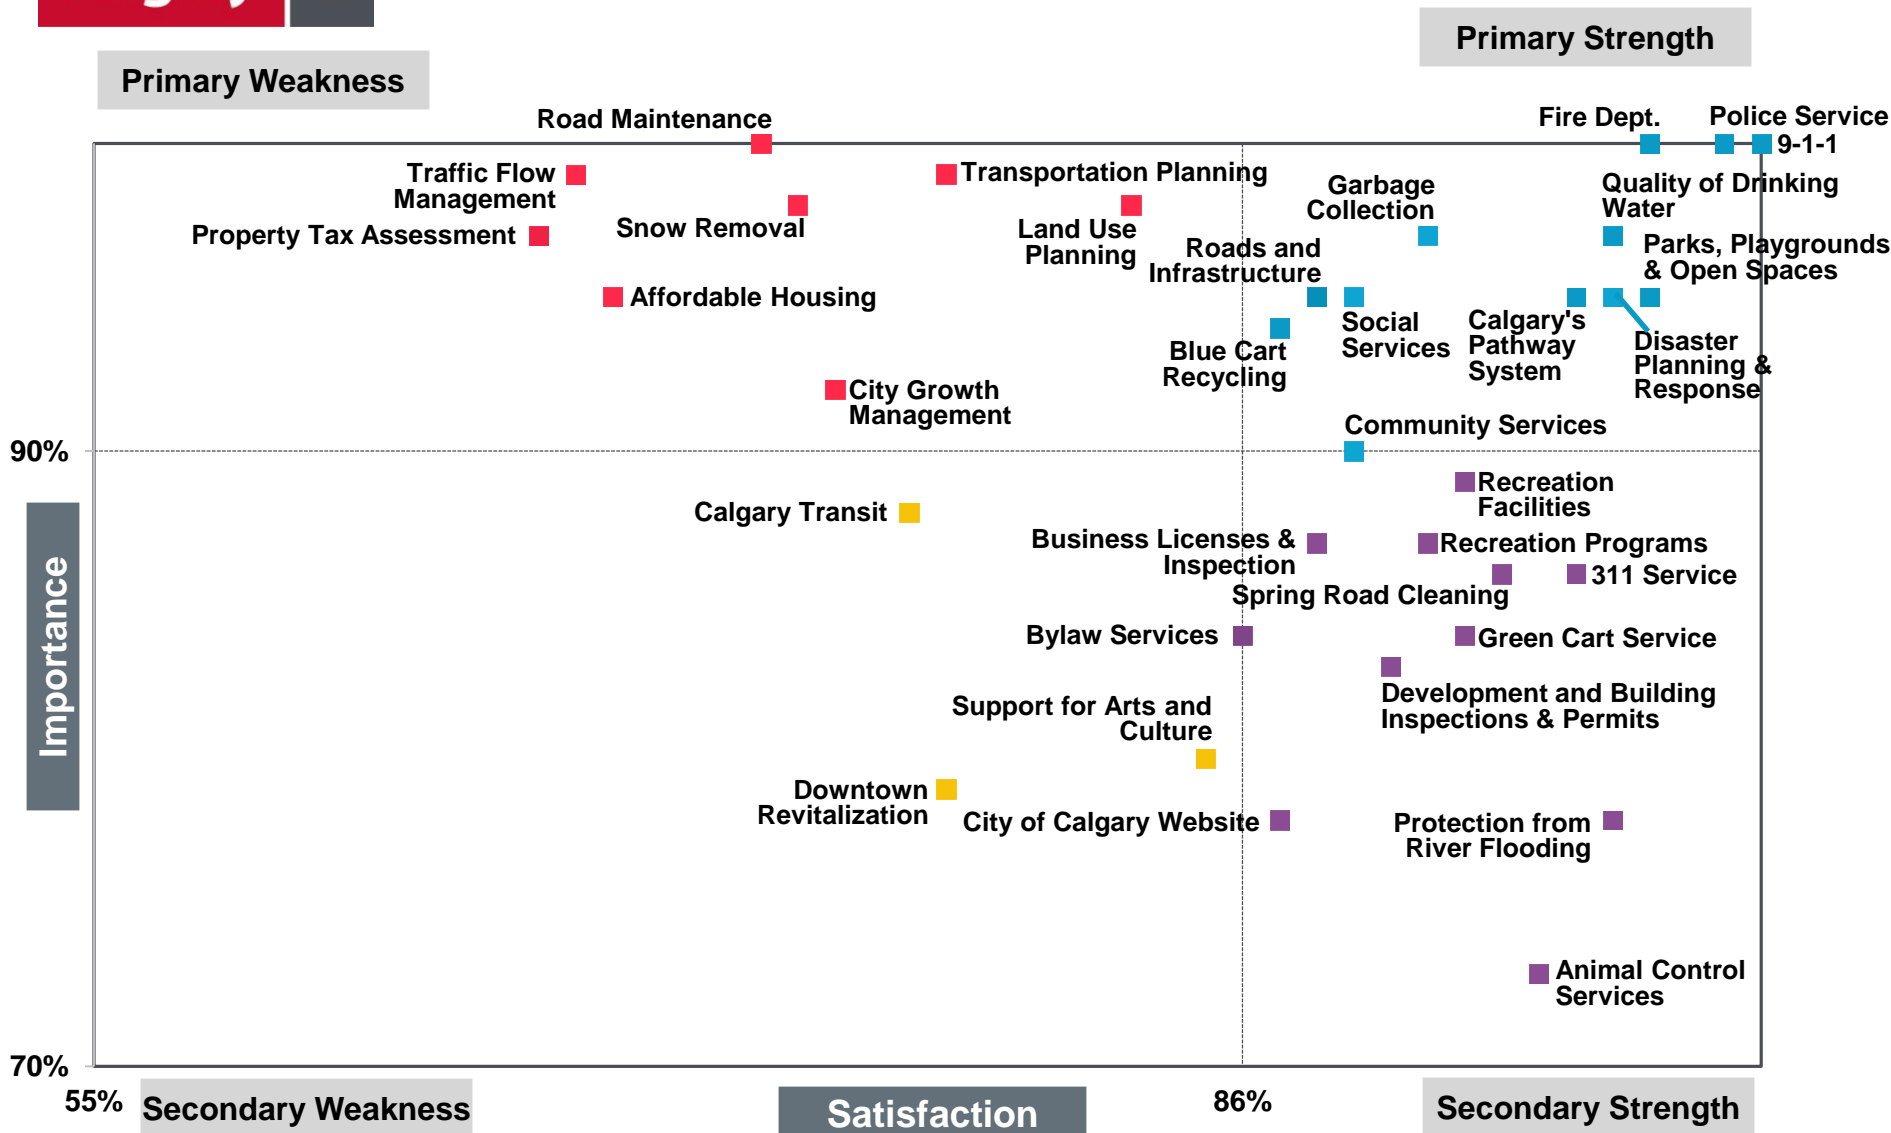 Primary Strength
Primary Weakness
Road Maintenance
Fire Dept.
Police Service
9-1-1
Traffic Flow
Management
Transportation Planning
Garbage
Collection
Quality of Drinking
Water
Property Tax Assessment
Snow Removal
Land Use
Planning
Roads and
Infrastructure
Parks, Playgrounds
& Open Spaces
Affordable Housing
Social
Services
Calgary's
Pathway
System
Disaster
Planning &
Response
Blue Cart
Recycling
City Growth
Management
Community Services
90%
Recreation
Facilities
Calgary Transit
Business Licenses &
Inspection
Recreation Programs
311 Service
Spring Road Cleaning
Importance
Bylaw Services
Green Cart Service
Development and Building
Inspections & Permits
Support for Arts and
Culture
Downtown
Revitalization
City of Calgary Website
Protection from
River Flooding
Animal Control
Services
70%
55%
Secondary Weakness
Satisfaction
86%
Secondary Strength